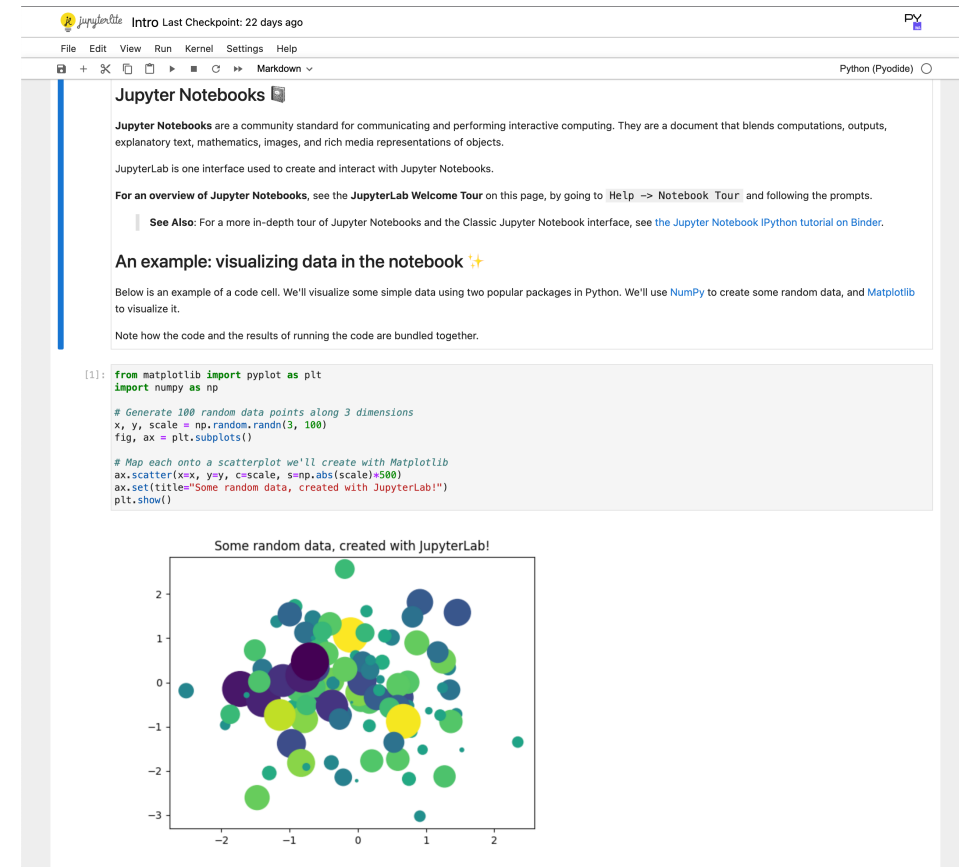 jupyterlite Intro Last Checkpoint: 22 days ago
PY
File Edit View Run Kernel Settings Help
Markdown
Python (Pyodide)
Jupyter Notebooks 📓
Jupyter Notebooks are a community standard for communicating and performing interactive computing. They are a document that blends computations, outputs,
explanatory text, mathematics, images, and rich media representations of objects.
JupyterLab is one interface used to create and interact with Jupyter Notebooks.
For an overview of Jupyter Notebooks, see the JupyterLab Welcome Tour on this page, by going to Help -> Notebook Tour and following the prompts.
See Also: For a more in-depth tour of Jupyter Notebooks and the Classic Jupyter Notebook interface, see the Jupyter Notebook IPython tutorial on Binder.
An example: visualizing data in the notebook ✨
Below is an example of a code cell. We'll visualize some simple data using two popular packages in Python. We'll use NumPy to create some random data, and Matplotlib
to visualize it.
Note how the code and the results of running the code are bundled together.
[1]: from matplotlib import pyplot as plt
import numpy as np
# Generate 100 random data points along 3 dimensions
x, y, scale = np.random.randn(3, 100)
fig, ax = plt.subplots()
# Map each onto a scatterplot we'll create with Matplotlib
ax.scatter(x=x, y=y, c=scale, s=np.abs(scale)*500)
ax.set(title="Some random data, created with JupyterLab!")
plt.show()
Some random data, created with JupyterLab!
2
1
0
−1
−2
−3
−2 −1 0 1 2